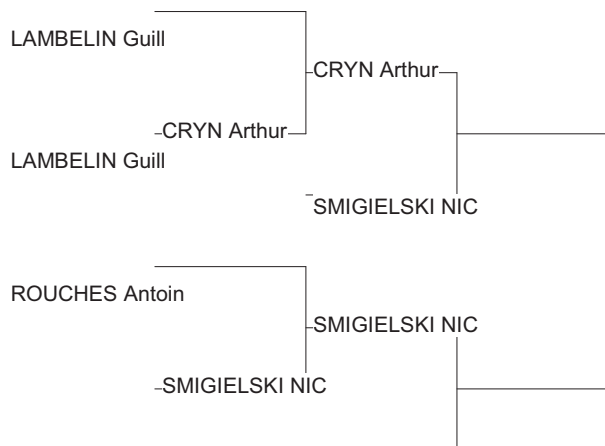 LAMBELIN Guill
CRYN Arthur
CRYN Arthur
LAMBELIN Guill
SMIGIELSKI NIC
ROUCHES Antoin
SMIGIELSKI NIC
SMIGIELSKI NIC